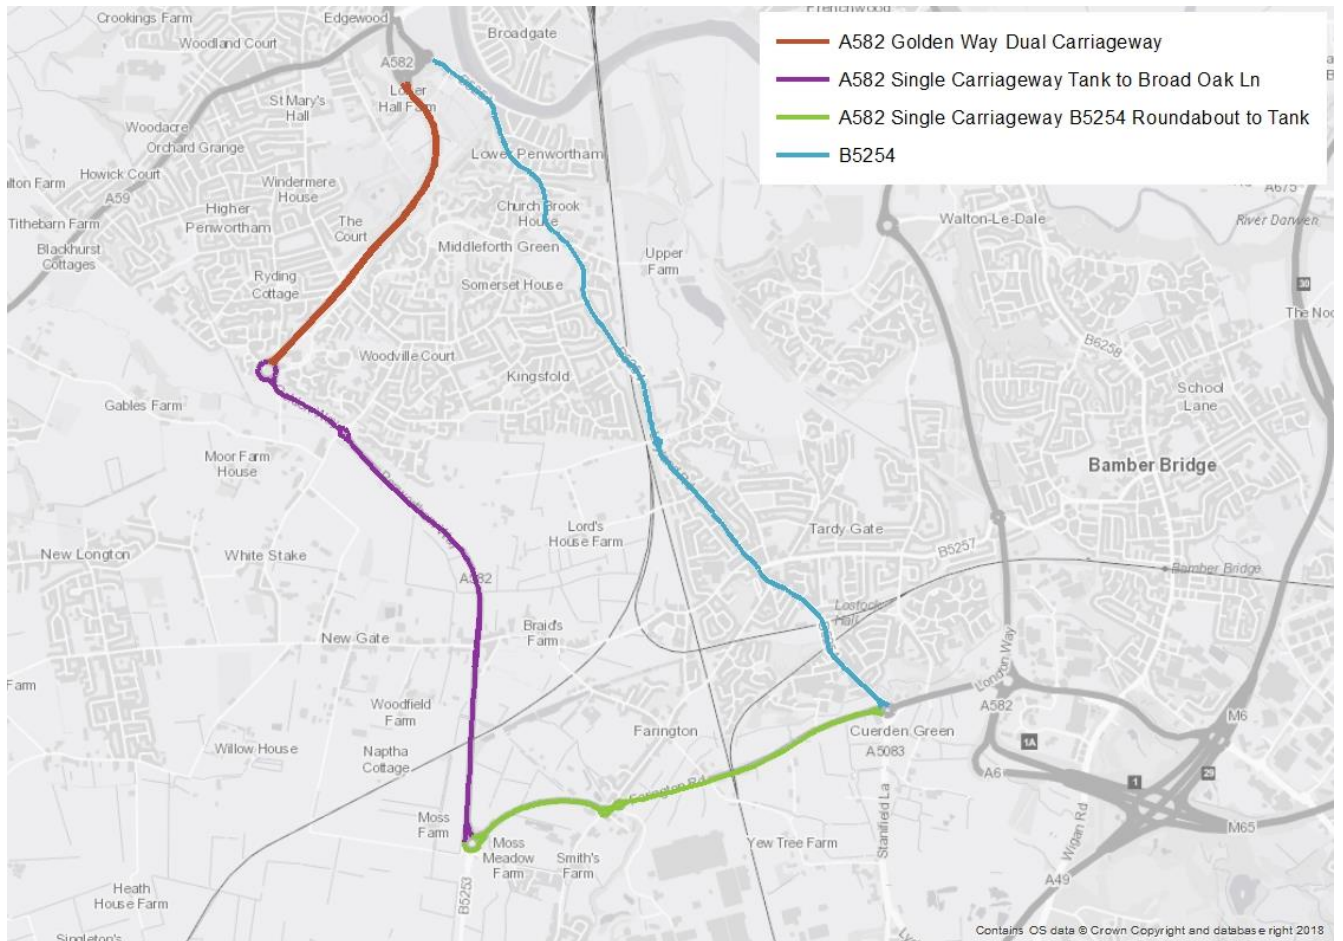 Crookings Farm
Edgewood
Broadgate
Woodland Court
A582
St Mary's
Hall
Lower
Hall Farm
Woodacre
Orchard Grange
Lower Penwortham
Howick Court
A59
Windermere
House
Higher
Penwortham
The
Court
Church Brook
House
Tithebarn Farm
Blackhurst
Cottages
Middleforth Green
Upper
Farm
Ryding
Cottage
Somerset House
Woodville Court
Kingsfold
Gables Farm
Moor Farm
House
A582 Golden Way Dual Carriageway
A582 Single Carriageway Tank to Broad Oak Ln
A582 Single Carriageway B5254 Roundabout to Tank
B5254
A675
Walton-Le-Dale
River Darwen
30
B6258
School
Lane
Bamber Bridge
Lord's
House Farm
Tardy Gate
B5257
Bamber Bridge
New Longton
White Stake
A582
Lostock
Hall
New Gate
Braid's
Farm
Farm
Woodfield
Farm
London Way
A582
Willow House
Naptha
Cottage
Farington
Cuerden Green
A5083
M6
1A
A6
29
1
Farington Rd
Moss
Farm
Moss
Meadow
Farm
Smith's
Farm
Yew Tree Farm
Stanifield La
Wigan Rd
M65
A49
Heath
House Farm
B5253
Singleton's
Contains OS data © Crown Copyright and database right 2018